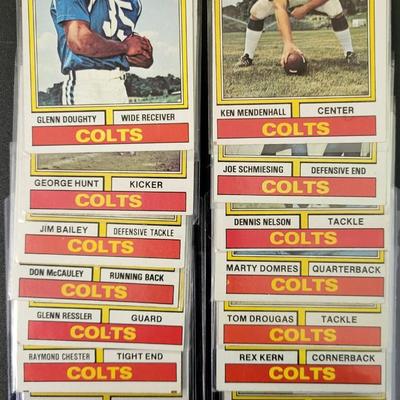 35
GLENN DOUGHTY WIDE RECEIVER
COLTS
GEORGE HUNT KICKER
COLTS
JIM BAILEY DEFENSIVE TACKLE
COLTS
DON McCAULEY RUNNING BACK
COLTS
GLENN RESSLER GUARD
COLTS
RAYMOND CHESTER TIGHT END
COLTS
KEN MENDENHALL CENTER
COLTS
JOE SCHMIESING DEFENSIVE END
COLTS
DENNIS NELSON TACKLE
COLTS
MARTY DOMRES QUARTERBACK
COLTS
TOM DROUGAS TACKLE
COLTS
REX KERN CORNERBACK
COLTS